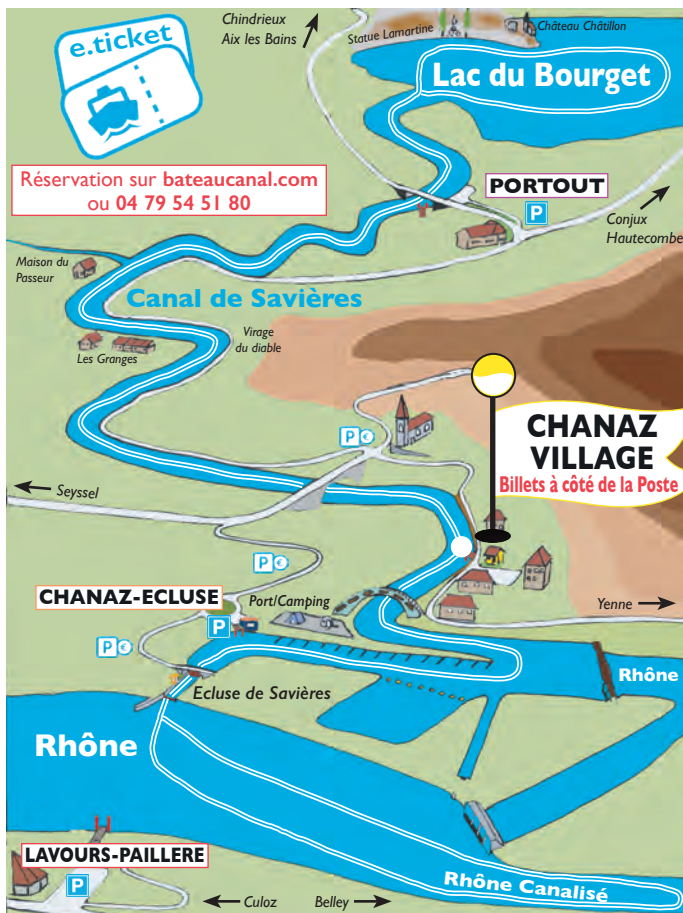 Chindrieux
Aix les Bains
Statue Lamartine
Château Châtillon
e.ticket
Lac du Bourget
Réservation sur bateaucanal.com
ou 04 79 54 51 80
PORTOUT
P
Conjux
Hautecombe
Maison du
Passeur
Canal de Savières
Virage
du diable
Les Granges
P€
CHANAZ
VILLAGE
Billets à côté de la Poste
Seyssel
P€
CHANAZ-ECLUSE
Port/Camping
Yenne
P
P€
Ecluse de Savières
Rhône
Rhône
LAVOURS-PAILLERE
P
Rhône Canalisé
Culoz
Belley